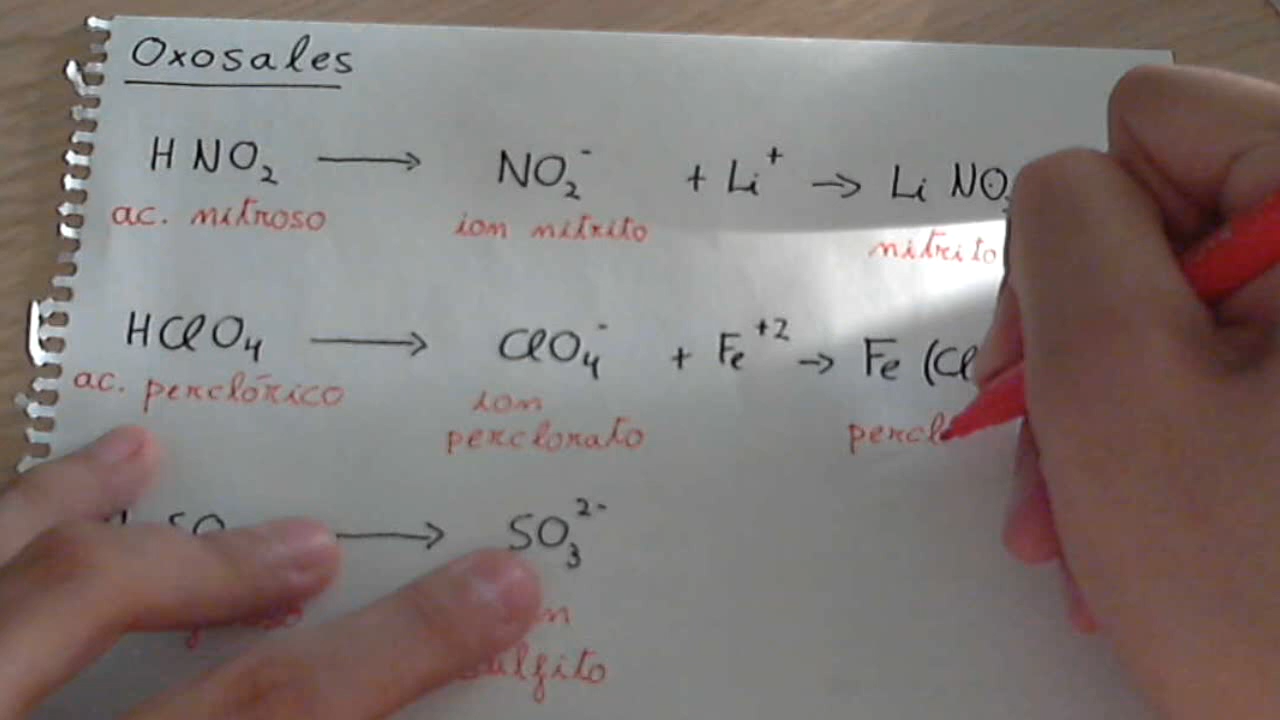 Oxosales
HNO₂ ⟶ NO₂⁻ + Li⁺ → Li NO
ac. nitroso ion nitrito nitrito
HClO₄ ⟶ ClO₄⁻ + Fe⁺² → Fe (Cl
ac. perclórico ion perclorato percl
SO ⟶ SO₃²⁻